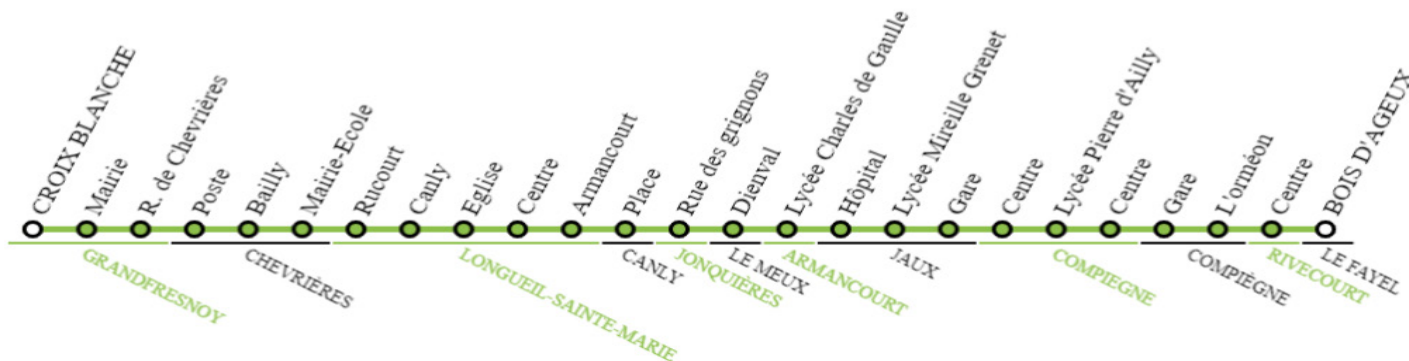 CROIX BLANCHE
Mairie
R. de Chevrières
Poste
Bailly
Mairie-Ecole
Rucourt
Canly
Eglise
Centre
Armancourt
Place
Rue des grignons
Dienval
Lycée Charles de Gaulle
Hôpital
Lycée Mireille Grenet
Gare
Centre
Lycée Pierre d'Ailly
Centre
Gare
L'orméon
Centre
BOIS D'AGEUX
GRANDFRESNOY
CHEVRIÈRES
LONGUEIL-SAINTE-MARIE
CANLY
JONQUIÈRES
LE MEUX
ARMANCOURT
JAUX
COMPIEGNE
COMPIÈGNE
RIVECOURT
LE FAYEL